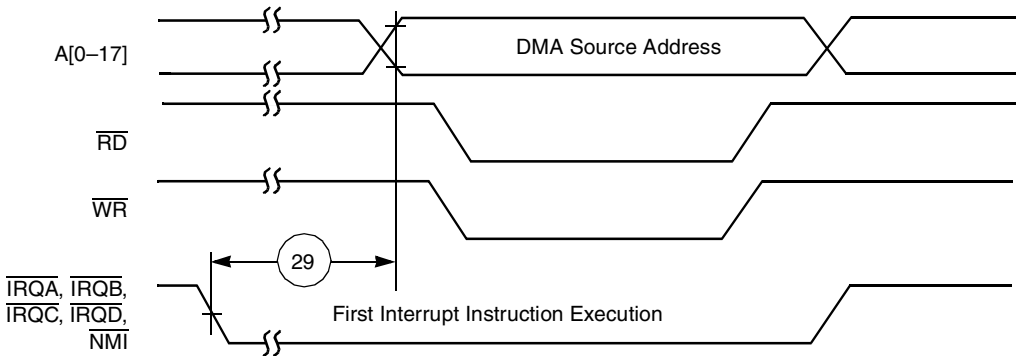 A[0–17]
DMA Source Address
RD
WR
29
IRQA, IRQB,
IRQC, IRQD,
NMI
First Interrupt Instruction Execution